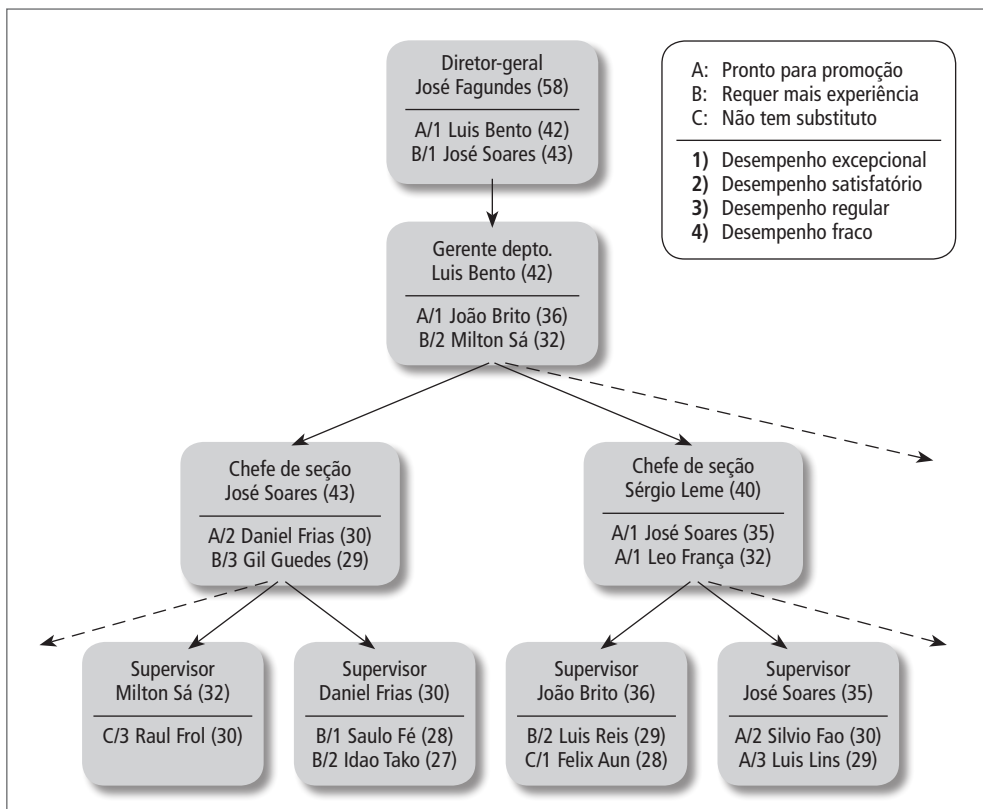 Diretor-geral
José Fagundes (58)
A/1 Luis Bento (42)
B/1 José Soares (43)
A: Pronto para promoção
B: Requer mais experiência
C: Não tem substituto
1) Desempenho excepcional
2) Desempenho satisfatório
3) Desempenho regular
4) Desempenho fraco
Gerente depto.
Luis Bento (42)
A/1 João Brito (36)
B/2 Milton Sá (32)
Chefe de seção
José Soares (43)
A/2 Daniel Frias (30)
B/3 Gil Guedes (29)
Chefe de seção
Sérgio Leme (40)
A/1 José Soares (35)
A/1 Leo França (32)
Supervisor
Milton Sá (32)
C/3 Raul Frol (30)
Supervisor
Daniel Frias (30)
B/1 Saulo Fé (28)
B/2 Idao Tako (27)
Supervisor
João Brito (36)
B/2 Luis Reis (29)
C/1 Felix Aun (28)
Supervisor
José Soares (35)
A/2 Silvio Fao (30)
A/3 Luis Lins (29)